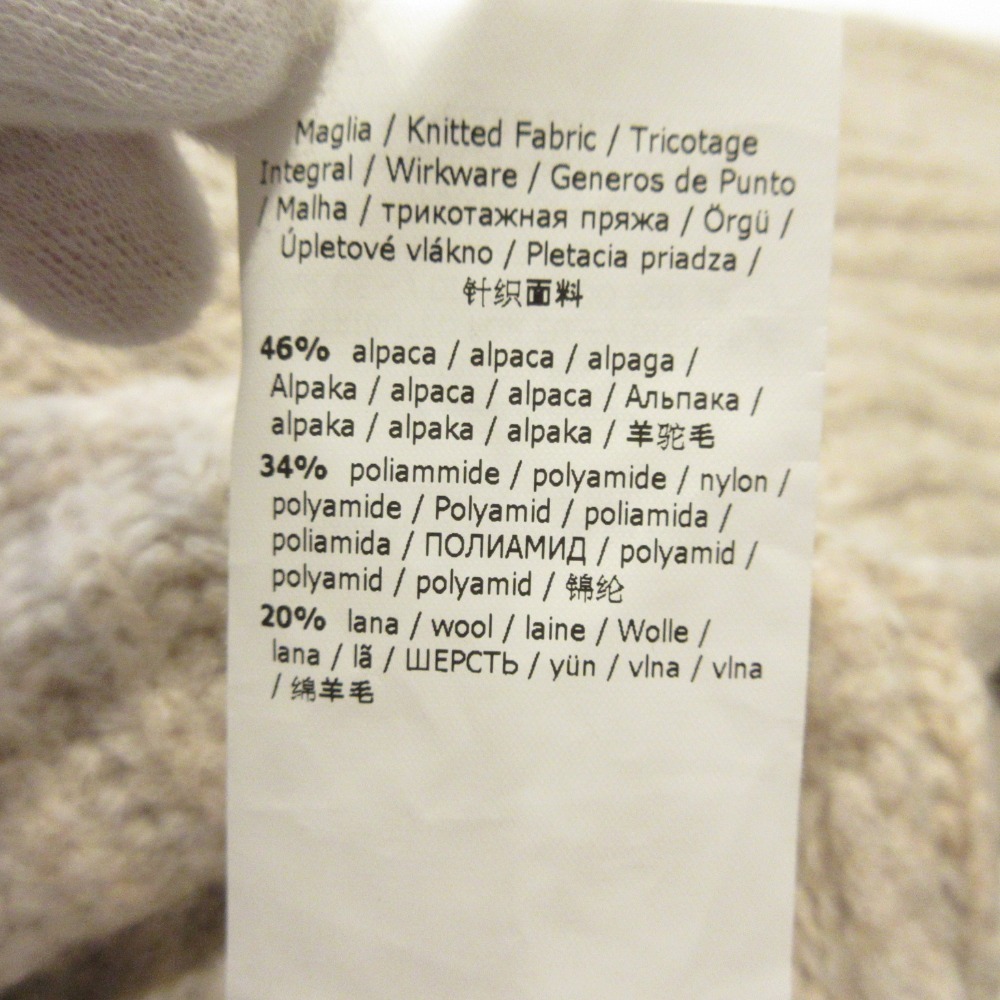 Maglia / Knitted Fabric / Tricotage
Integral / Wirkware / Generos de Punto
/ Malha / трикотажная пряжа / Örgü /
Úpletové vlákno / Pletacia priadza /
针织面料
46% alpaca / alpaca / alpaga /
Alpaka / alpaca / alpaca / Альпака /
alpaka / alpaka / alpaka / 羊驼毛
34% poliammide / polyamide / nylon /
polyamide / Polyamid / poliamida /
poliamida / ПОЛИАМИД / polyamid /
polyamid / polyamid / 锦纶
20% lana / wool / laine / Wolle /
lana / lã / ШЕРСТЬ / yün / vlna / vlna
/ 绵羊毛